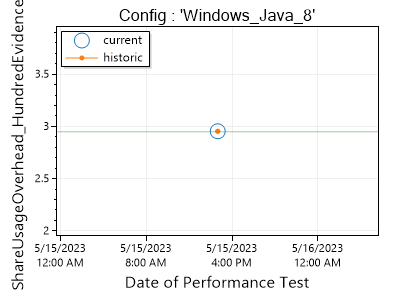 Config : 'Windows_Java_8'
current
historic
ShareUsageOverhead_HundredEvidence
3.5
3
2.5
2
5/15/2023 5/15/2023 5/15/2023 5/16/2023
12:00 AM 8:00 AM 4:00 PM 12:00 AM
Date of Performance Test